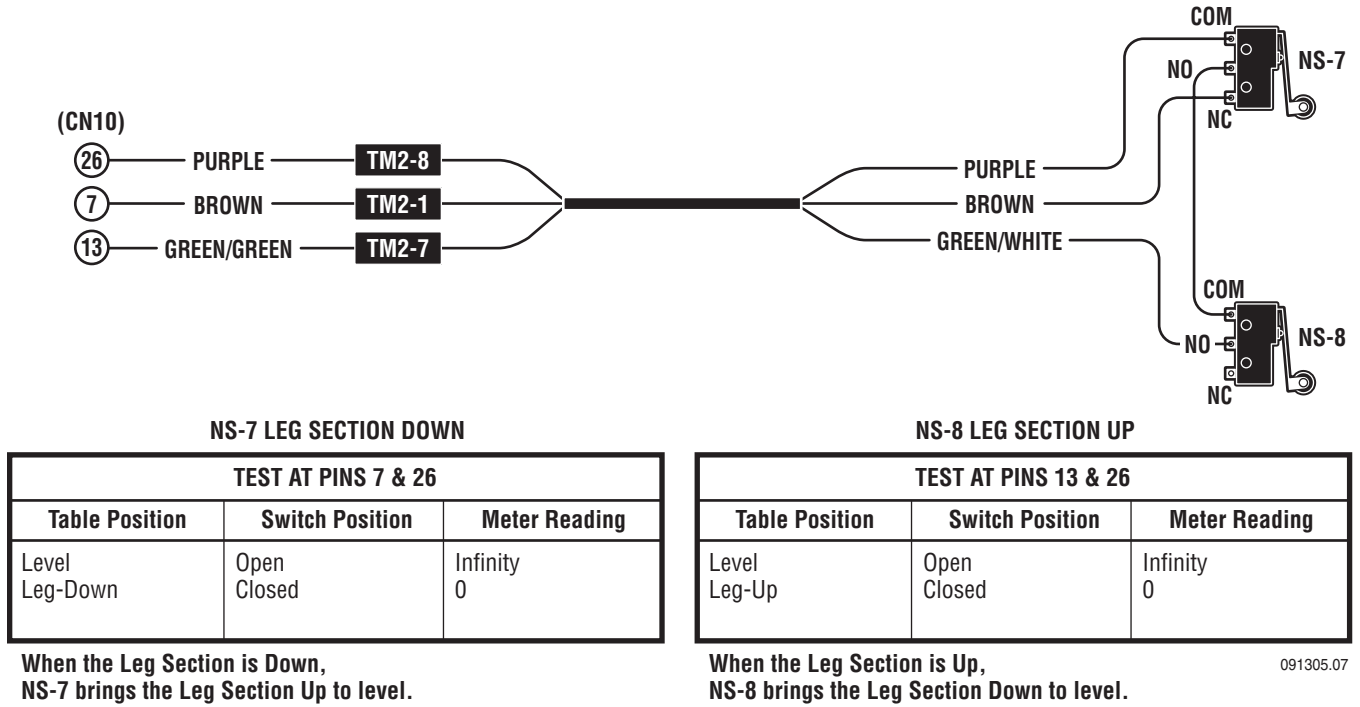 COM
NS-7
NO
NC
(CN10)
26 PURPLE TM2-8 PURPLE
7 BROWN TM2-1 BROWN
13 GREEN/GREEN TM2-7 GREEN/WHITE
COM
NS-8
NO
NC
NS-7 LEG SECTION DOWN
TEST AT PINS 7 & 26
Table Position Switch Position Meter Reading
Level Open Infinity
Leg-Down Closed 0
When the Leg Section is Down,
NS-7 brings the Leg Section Up to level.
NS-8 LEG SECTION UP
TEST AT PINS 13 & 26
Table Position Switch Position Meter Reading
Level Open Infinity
Leg-Up Closed 0
When the Leg Section is Up,
NS-8 brings the Leg Section Down to level.
091305.07